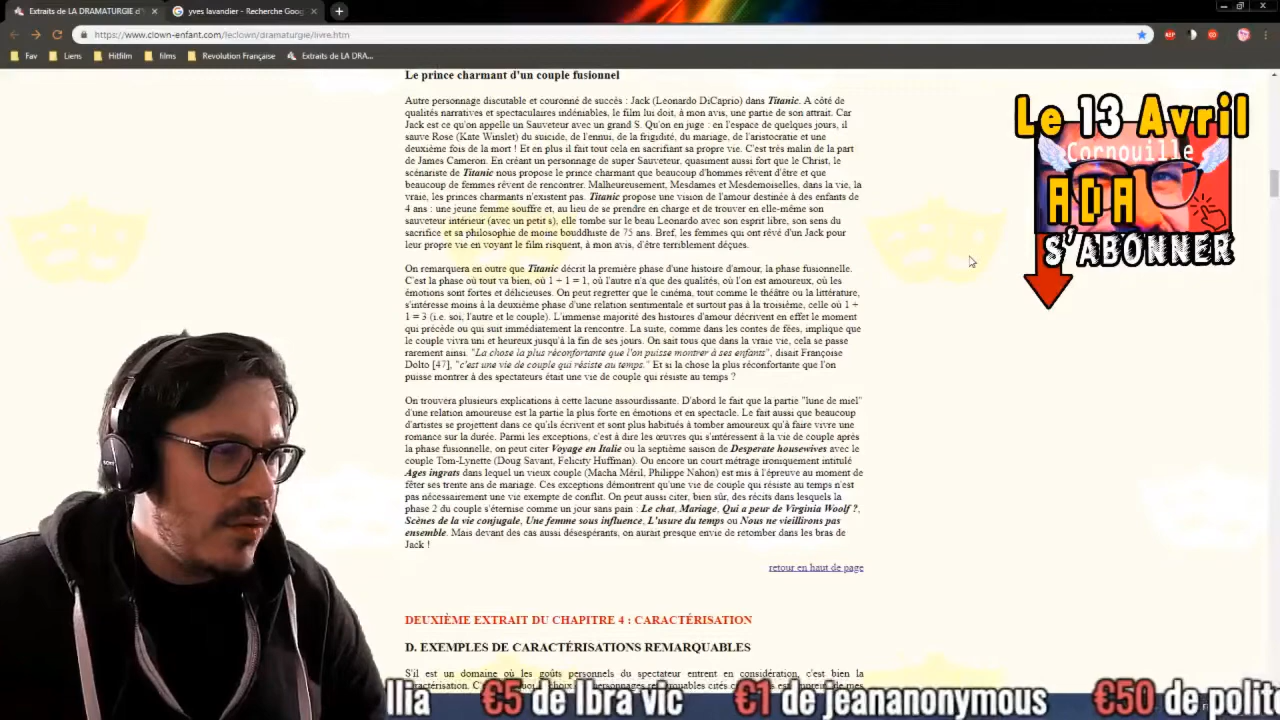 Extraits de LA DRAMATURGIE d'
yves lavandier - Recherche Goog
https://www.clown-enfant.com/leclown/dramaturgie/livre.htm
Fav
Liens
Hitfilm
films
Revolution Française
Extraits de LA DRA...
Le prince charmant d'un couple fusionnel
Autre personnage discutable et couronné de succès : Jack (Leonardo DiCaprio) dans Titanic. A côté de
qualités narratives et spectaculaires indéniables, le film lui doit, à mon avis, une partie de son attrait. Car
Jack est ce qu'on appelle un Sauveteur avec un grand S. Qu'on en juge : en l'espace de quelques jours, il
sauve Rose (Kate Winslet) du suicide, de l'ennui, de la frigidité, du mariage, de l'aristocratie et une
deuxième fois de la mort ! Et en plus il fait tout cela en sacrifiant sa propre vie. C'est très malin de la part
de James Cameron. En créant un personnage de super Sauveteur, quasiment aussi fort que le Christ, le
scénariste de Titanic nous propose le prince charmant que beaucoup d'hommes rêvent d'être et que
beaucoup de femmes rêvent de rencontrer. Malheureusement, Mesdames et Mesdemoiselles, dans la vie, la
vraie, les princes charmants n'existent pas. Titanic propose une vision de l'amour destinée à des enfants de
4 ans : une jeune femme souffre et, au lieu de se prendre en charge et de trouver en elle-même son
sauveteur intérieur (avec un petit s), elle tombe sur le beau Leonardo avec son esprit libre, son sens du
sacrifice et sa philosophie de moine bouddhiste de 75 ans. Bref, les femmes qui ont rêvé d'un Jack pour
leur propre vie en voyant le film risquent, à mon avis, d'être terriblement déçues.
On remarquera en outre que Titanic décrit la première phase d'une histoire d'amour, la phase fusionnelle.
C'est la phase où tout va bien, où 1 + 1 = 1, où l'autre n'a que des qualités, où l'on est amoureux, où les
émotions sont fortes et délicieuses. On peut regretter que le cinéma, tout comme le théâtre ou la littérature,
s'intéresse moins à la deuxième phase d'une relation sentimentale et surtout pas à la troisième, celle où 1 +
1 = 3 (i.e. soi, l'autre et le couple). L'immense majorité des histoires d'amour décrivent en effet le moment
qui précède ou qui suit immédiatement la rencontre. La suite, comme dans les contes de fées, implique que
le couple vivra uni et heureux jusqu'à la fin de ses jours. On sait tous que dans la vraie vie, cela se passe
rarement ainsi. "La chose la plus réconfortante que l'on puisse montrer à ses enfants", disait Françoise
Dolto [47], "c'est une vie de couple qui résiste au temps." Et si la chose la plus réconfortante que l'on
puisse montrer à des spectateurs était une vie de couple qui résiste au temps ?
On trouvera plusieurs explications à cette lacune assourdissante. D'abord le fait que la partie "lune de miel"
d'une relation amoureuse est la partie la plus forte en émotions et en spectacle. Le fait aussi que beaucoup
d'artistes se projettent dans ce qu'ils écrivent et sont plus habitués à tomber amoureux qu'à faire vivre une
romance sur la durée. Parmi les exceptions, c'est à dire les œuvres qui s'intéressent à la vie de couple après
la phase fusionnelle, on peut citer Voyage en Italie ou la septième saison de Desperate housewives avec le
couple Tom-Lynette (Doug Savant, Felicity Huffman). Ou encore un court métrage ironiquement intitulé
Ages ingrats dans lequel un vieux couple (Macha Méril, Philippe Nahon) est mis à l'épreuve au moment de
fêter ses trente ans de mariage. Ces exceptions démontrent qu'une vie de couple qui résiste au temps n'est
pas nécessairement une vie exempte de conflit. On peut aussi citer, bien sûr, des récits dans lesquels la
phase 2 du couple s'éternise comme un jour sans pain : Le chat, Mariage, Qui a peur de Virginia Woolf ?,
Scènes de la vie conjugale, Une femme sous influence, L'usure du temps ou Nous ne vieillirons pas
ensemble. Mais devant des cas aussi désespérants, on aurait presque envie de retomber dans les bras de
Jack !
retour en haut de page
DEUXIÈME EXTRAIT DU CHAPITRE 4 : CARACTÉRISATION
D. EXEMPLES DE CARACTÉRISATIONS REMARQUABLES
S'il est un domaine où les goûts personnels du spectateur entrent en considération, c'est bien la
Le 13 Avril
Cornouille
ADA
S'ABONNER
llia €5 de Ibra vic €1 de jeananonymous €50 de polito